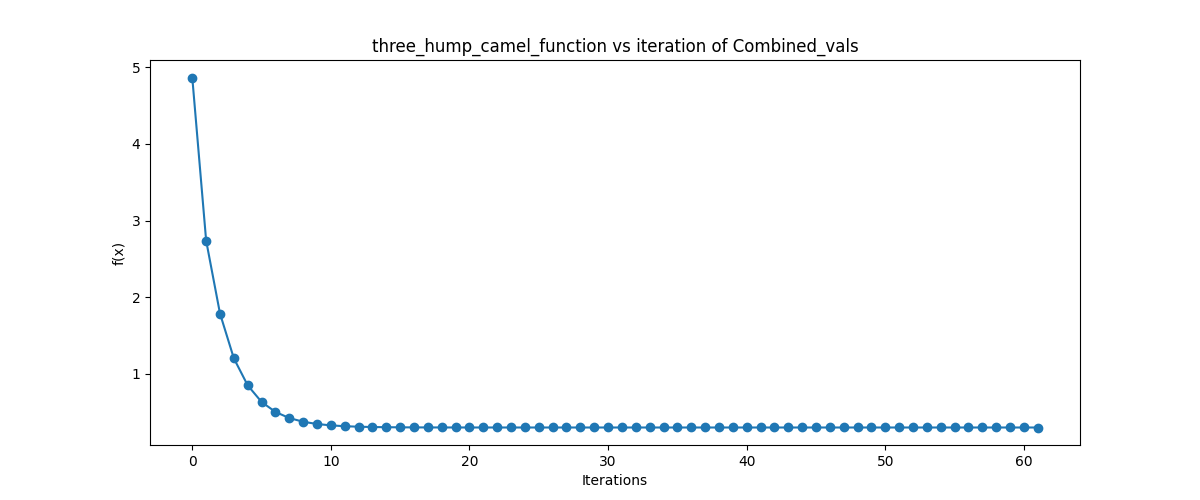 three_hump_camel_function vs iteration of Combined_vals
5
4
3
2
1
f(x)
0 10 20 30 40 50 60
Iterations